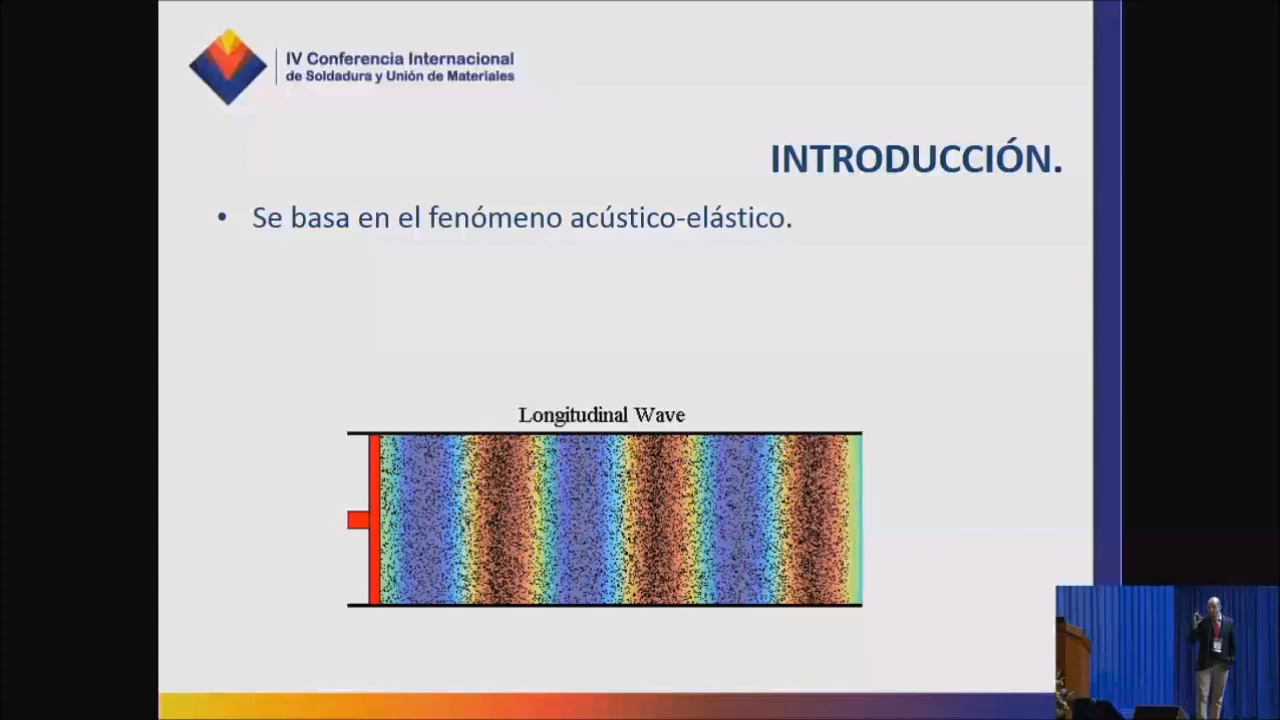 IV Conferencia Internacional
de Soldadura y Unión de Materiales
INTRODUCCIÓN.
• Se basa en el fenómeno acústico-elástico.
Longitudinal Wave